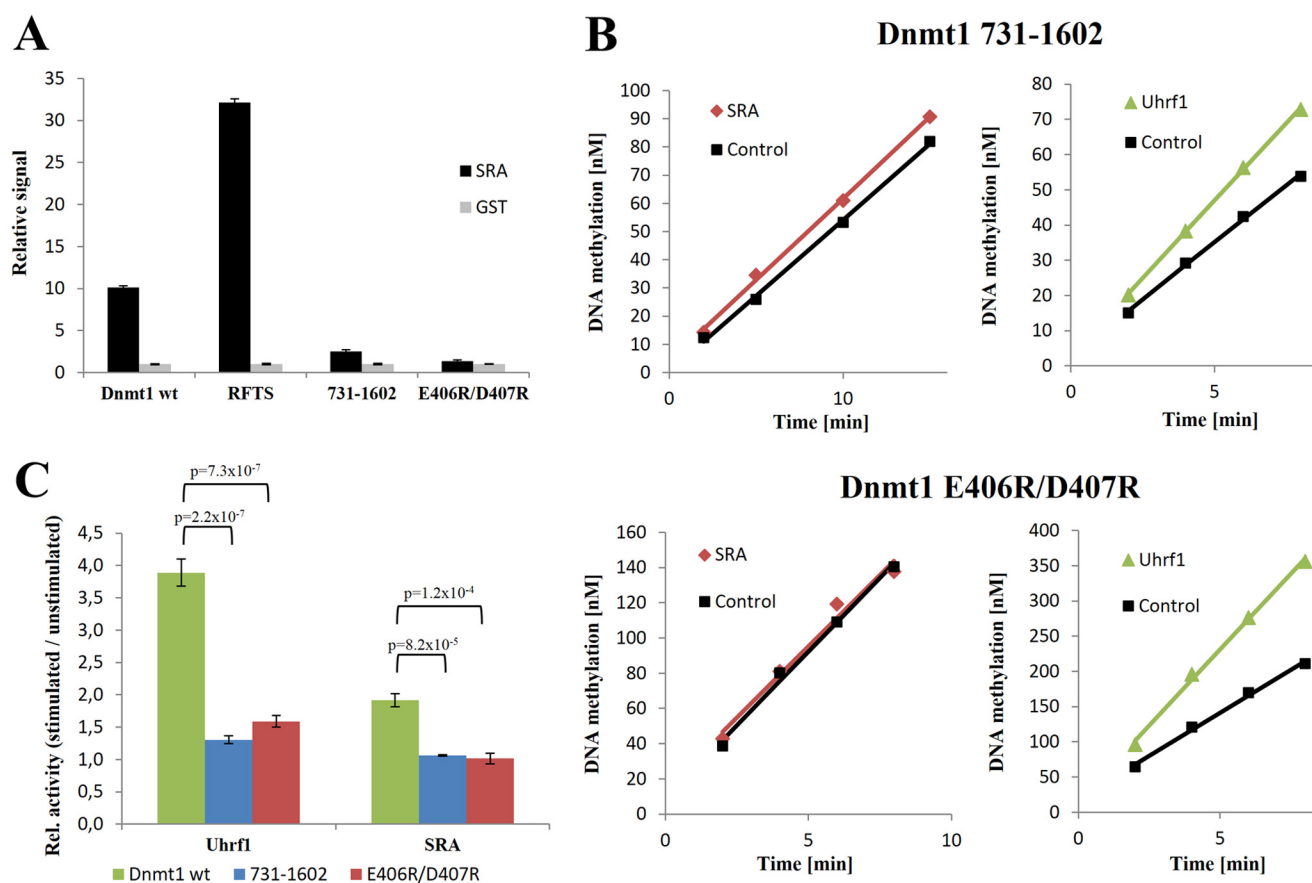 A
Relative signal
35
30
25
20
15
10
5
0
Dnmt1 wt
RFTS
731-1602
E406R/D407R
SRA
GST
B
Dnmt1 731-1602
DNA methylation [nM]
100
90
80
70
60
50
40
30
20
10
0
SRA
Control
0
10
Time [min]
DNA methylation [nM]
80
70
60
50
40
30
20
10
0
Uhrf1
Control
0
5
Time [min]
Dnmt1 E406R/D407R
DNA methylation [nM]
160
140
120
100
80
60
40
20
0
SRA
Control
0
5
10
Time [min]
DNA methylation [nM]
400
350
300
250
200
150
100
50
0
Uhrf1
Control
0
5
Time [min]
C
Rel. activity (stimulated / unstimulated)
4,5
4,0
3,5
3,0
2,5
2,0
1,5
1,0
0,5
0,0
p=7.3x10-7
p=2.2x10-7
p=1.2x10-4
p=8.2x10-5
Uhrf1
SRA
Dnmt1 wt
731-1602
E406R/D407R